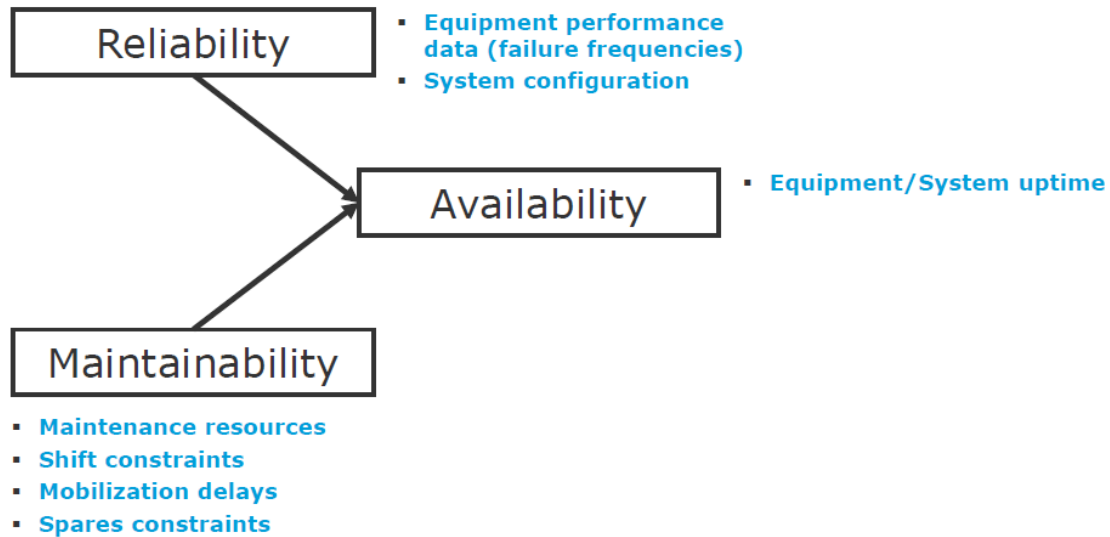 Reliability
▪ Equipment performance
data (failure frequencies)
▪ System configuration
Availability
▪ Equipment/System uptime
Maintainability
▪ Maintenance resources
▪ Shift constraints
▪ Mobilization delays
▪ Spares constraints